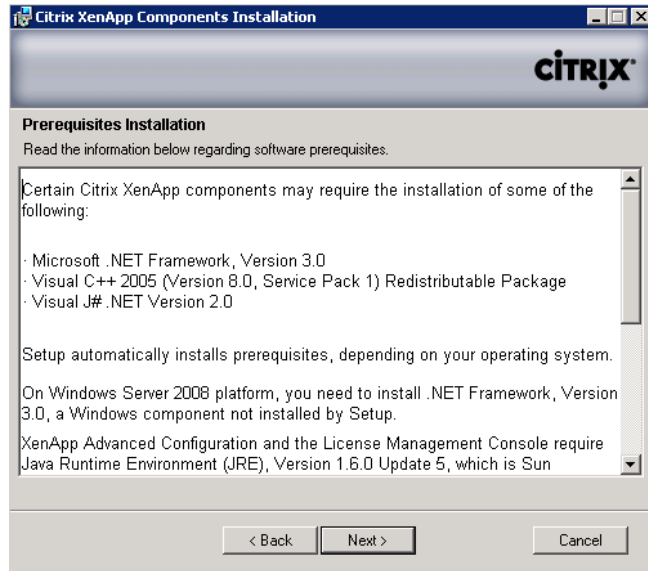 Citrix XenApp Components Installation
CİTRIX
Prerequisites Installation
Read the information below regarding software prerequisites.
Certain Citrix XenApp components may require the installation of some of the
following:
· Microsoft .NET Framework, Version 3.0
· Visual C++ 2005 (Version 8.0, Service Pack 1) Redistributable Package
· Visual J# .NET Version 2.0
Setup automatically installs prerequisites, depending on your operating system.
On Windows Server 2008 platform, you need to install .NET Framework, Version
3.0, a Windows component not installed by Setup.
XenApp Advanced Configuration and the License Management Console require
Java Runtime Environment (JRE), Version 1.6.0 Update 5, which is Sun
< Back Next > Cancel